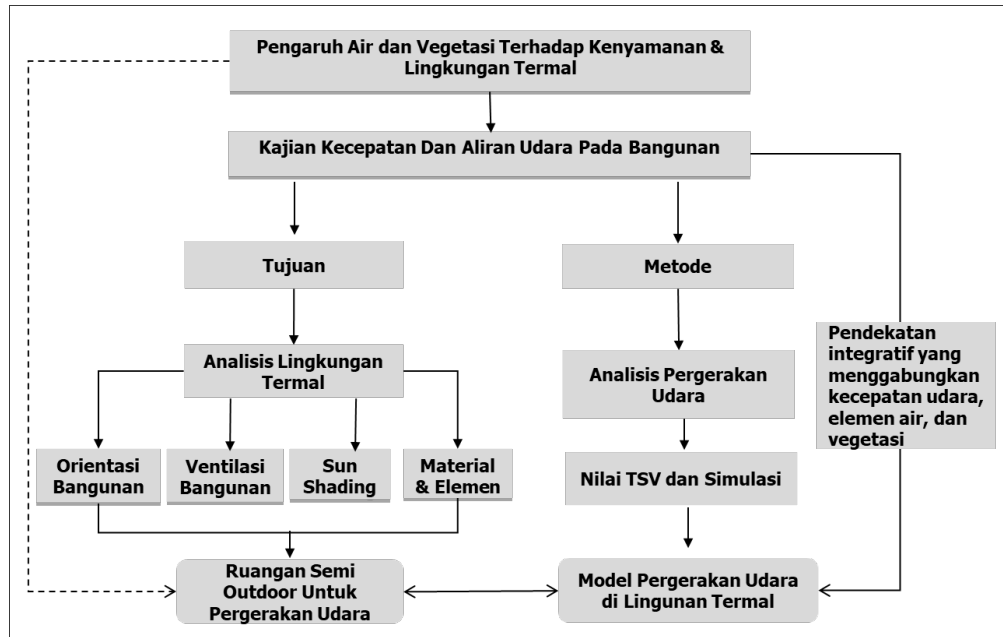 Pengaruh Air dan Vegetasi Terhadap Kenyamanan &
Lingkungan Termal
Kajian Kecepatan Dan Aliran Udara Pada Bangunan
Tujuan
Metode
Pendekatan
integratif yang
menggabungkan
kecepatan udara,
elemen air, dan
vegetasi
Analisis Lingkungan
Termal
Analisis Pergerakan
Udara
Orientasi
Bangunan
Ventilasi
Bangunan
Sun
Shading
Material
& Elemen
Nilai TSV dan Simulasi
Ruangan Semi
Outdoor Untuk
Pergerakan Udara
Model Pergerakan Udara
di Lingunan Termal